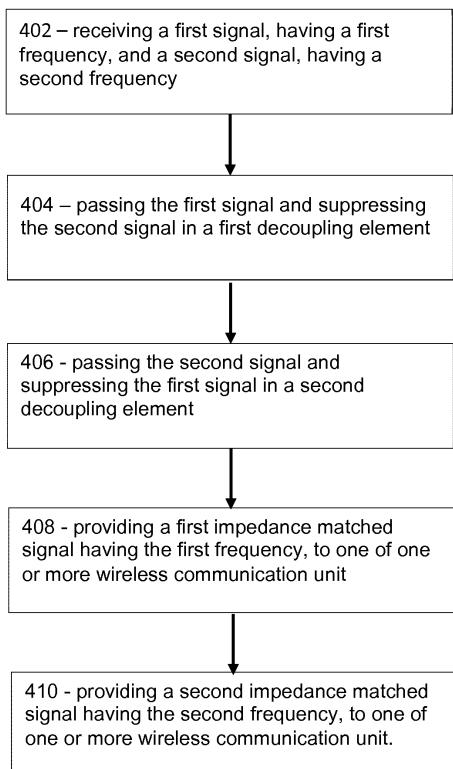 402 – receiving a first signal, having a first
frequency, and a second signal, having a
second frequency
404 – passing the first signal and suppressing
the second signal in a first decoupling element
406 - passing the second signal and
suppressing the first signal in a second
decoupling element
408 - providing a first impedance matched
signal having the first frequency, to one of one
or more wireless communication unit
410 - providing a second impedance matched
signal having the second frequency, to one of
one or more wireless communication unit.